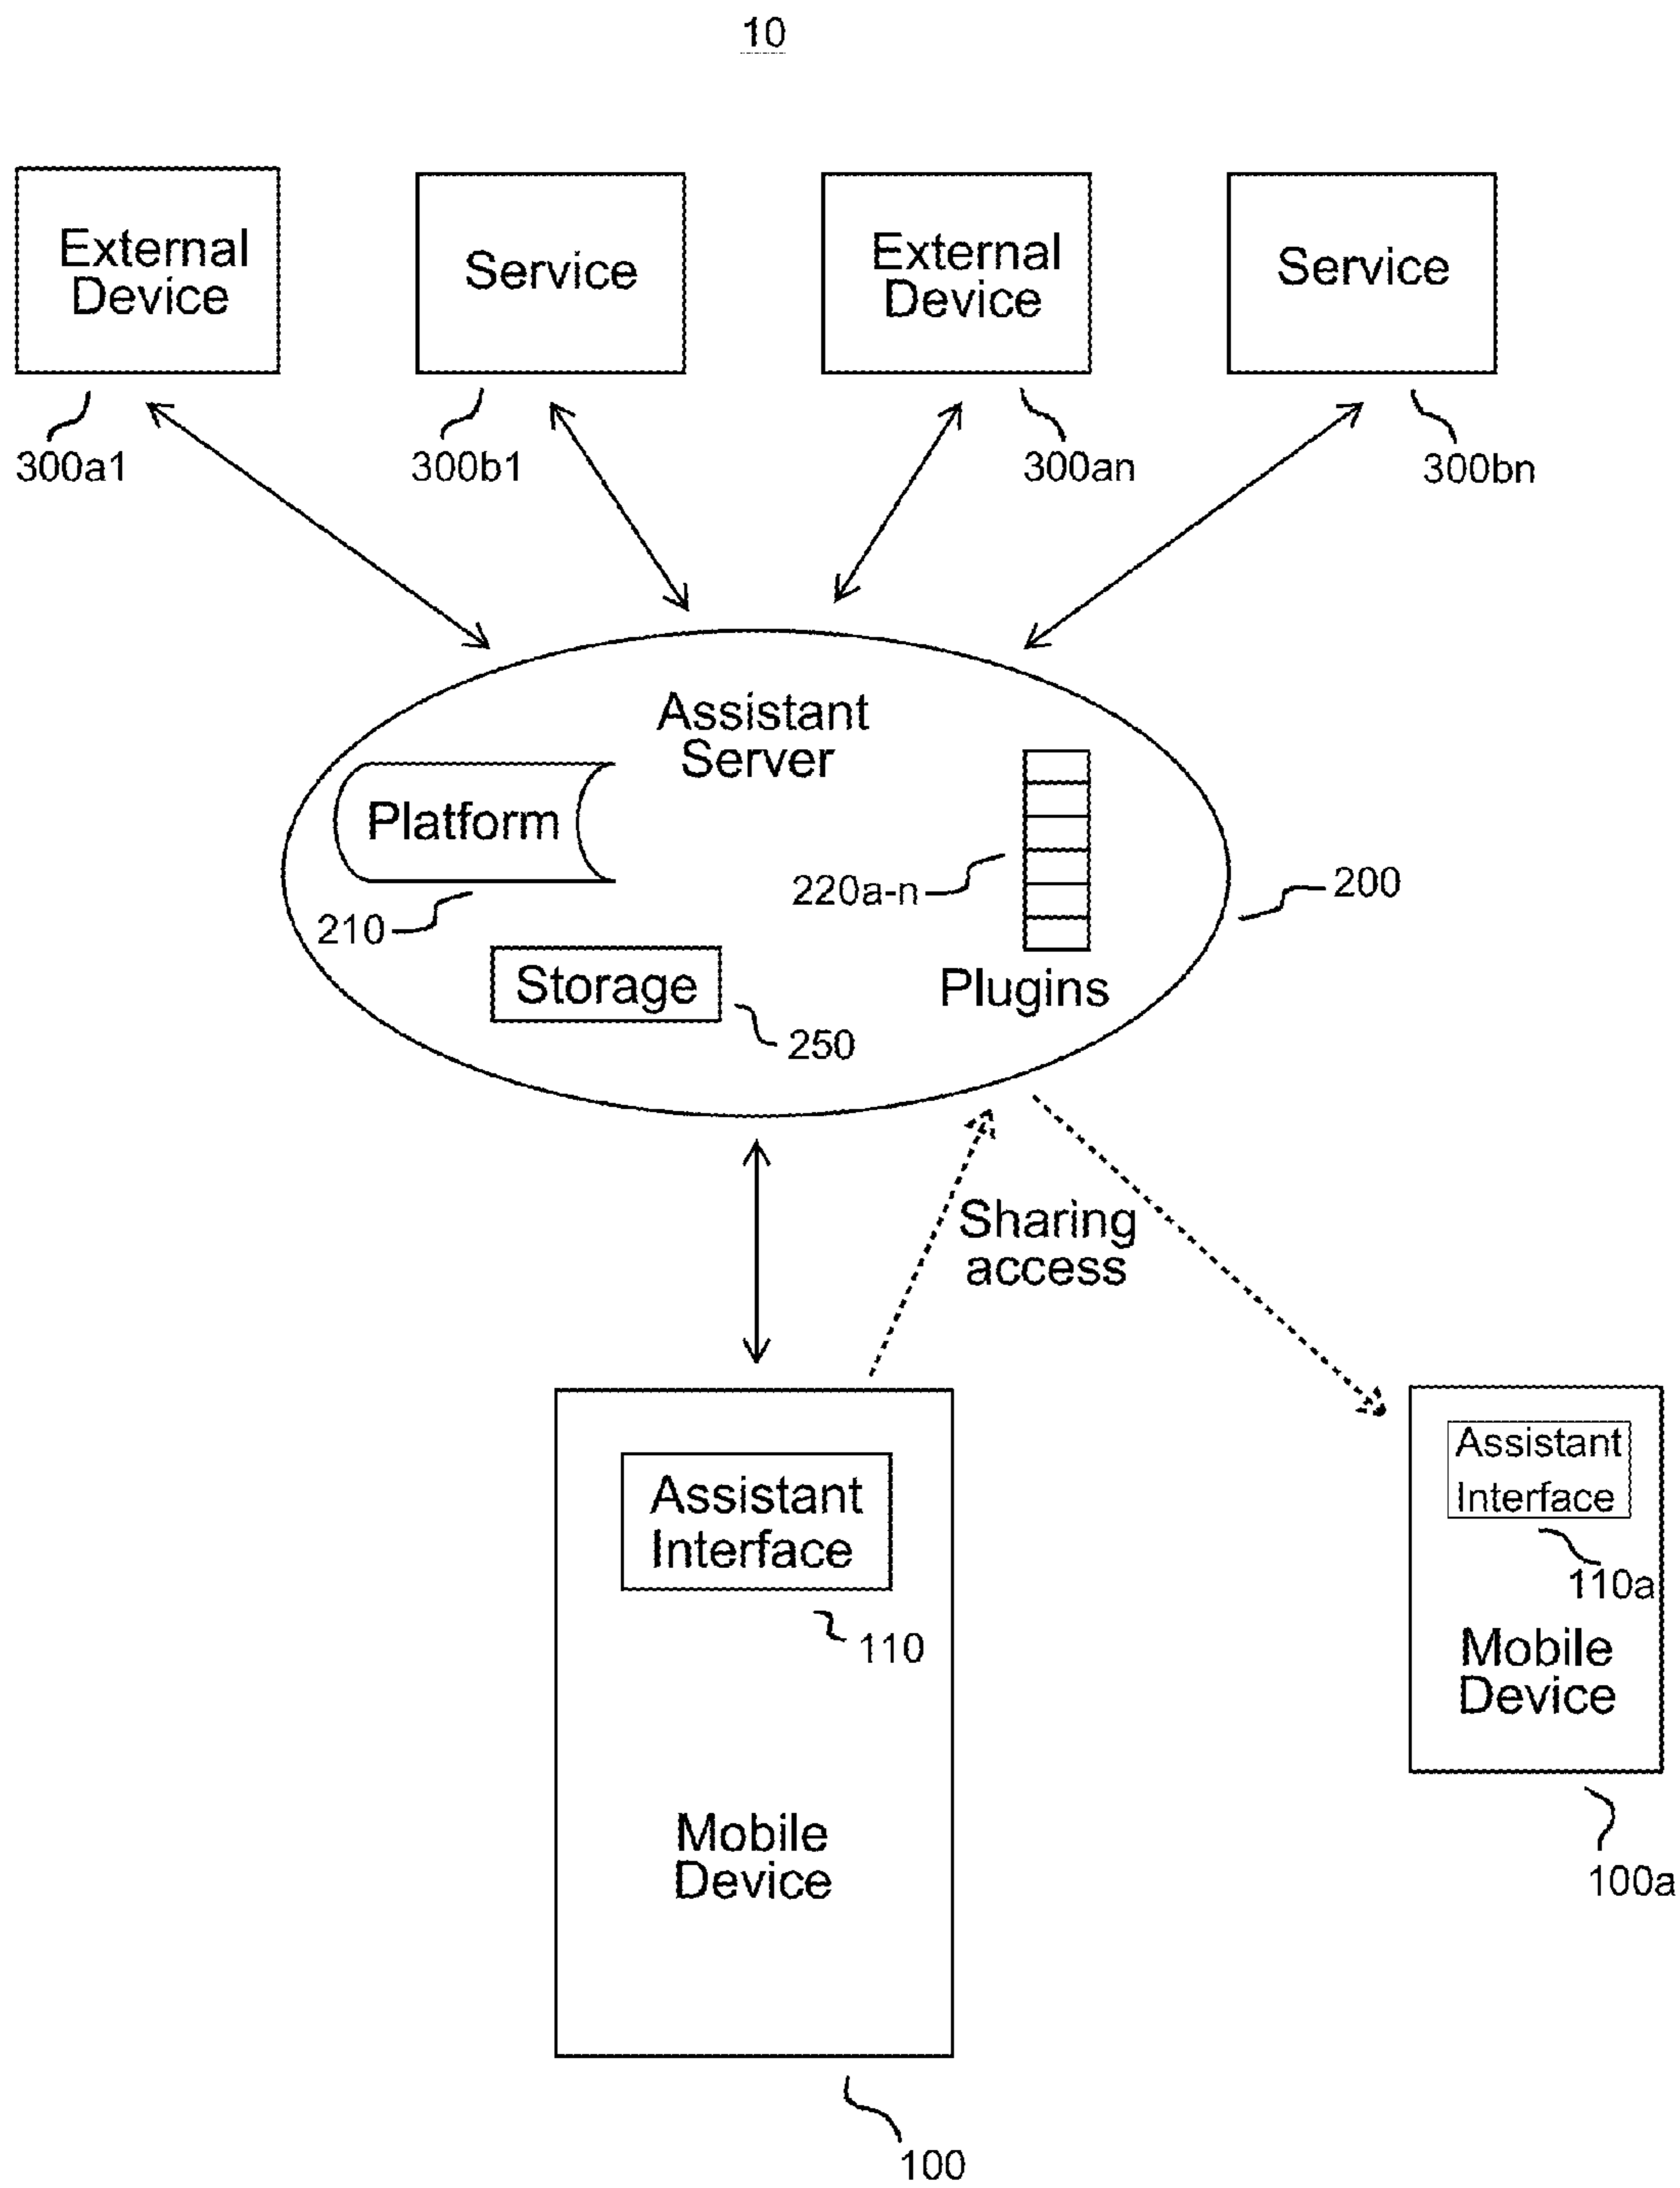 10
External
Device
Service
External
Device
Service
300a1
300b1
300an
300bn
Assistant
Server
Platform
220a-n
200
210
Storage
Plugins
250
Sharing
access
Assistant
Interface
110
Mobile
Device
Assistant
Interface
110a
Mobile
Device
100a
100